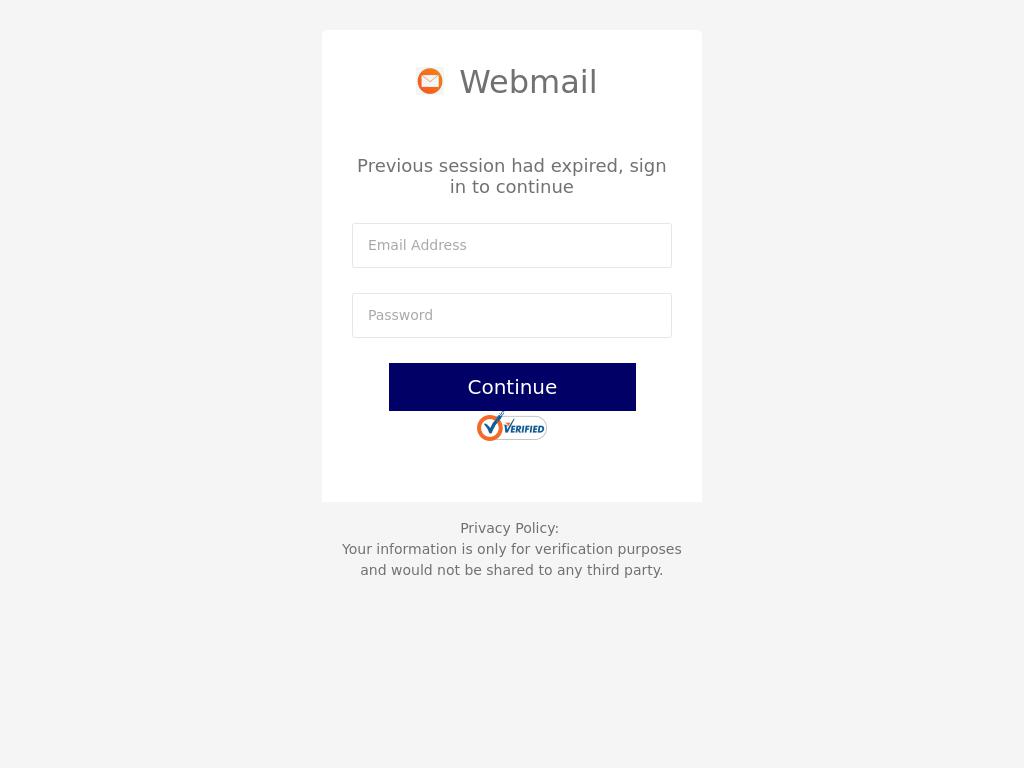 Webmail
Previous session had expired, sign
in to continue
Email Address
Password
Continue
VERIFIED
Privacy Policy:
Your information is only for verification purposes
and would not be shared to any third party.